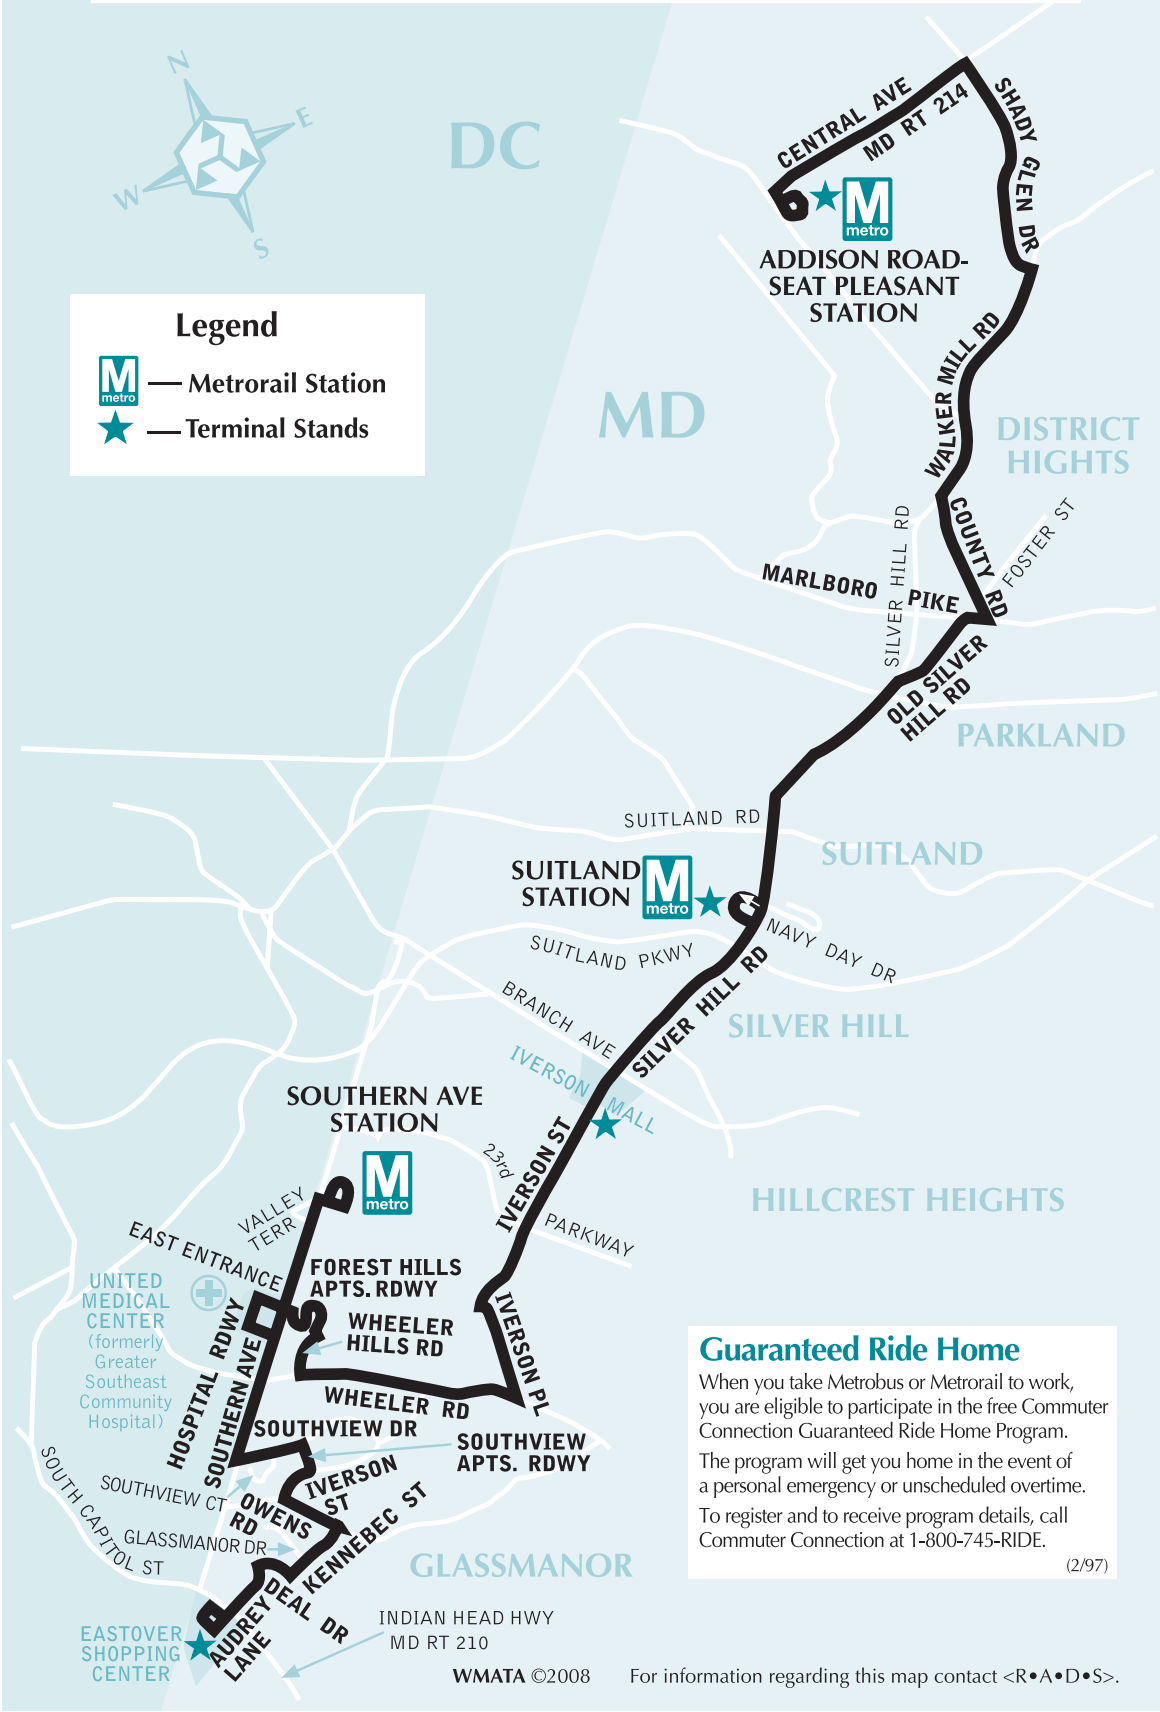 N
E
W
S
DC
MD
CENTRAL AVE
MD RT 214
SHADY GLEN DR
M
metro
ADDISON ROAD-
SEAT PLEASANT
STATION
Legend
M
metro
— Metrorail Station
— Terminal Stands
WALKER MILL RD
DISTRICT
HIGHTS
COUNTY RD
FOSTER ST
SILVER HILL RD
MARLBORO PIKE
OLD SILVER
HILL RD
PARKLAND
SUITLAND RD
SUITLAND
SUITLAND
STATION
M
metro
NAVY DAY DR
SUITLAND PKWY
SILVER HILL RD
SILVER HILL
BRANCH AVE
IVERSON MALL
SOUTHERN AVE
STATION
M
metro
23rd
PARKWAY
IVERSON ST
HILLCREST HEIGHTS
VALLEY
TERR
EAST ENTRANCE
FOREST HILLS
APTS. RDWY
UNITED
MEDICAL
CENTER
(formerly
Greater
Southeast
Community
Hospital)
WHEELER
HILLS RD
IVERSON PL
HOSPITAL RDWY
SOUTHERN AVE
WHEELER RD
SOUTHVIEW DR
SOUTHVIEW
APTS. RDWY
SOUTH CAPITOL ST
SOUTHVIEW CT
IVERSON
ST
OWENS
RD
GLASSMANOR DR
KENNEBEC ST
GLASSMANOR
DEAL DR
AUDREY
LANE
EASTOVER
SHOPPING
CENTER
INDIAN HEAD HWY
MD RT 210
Guaranteed Ride Home
When you take Metrobus or Metrorail to work,
you are eligible to participate in the free Commuter
Connection Guaranteed Ride Home Program.
The program will get you home in the event of
a personal emergency or unscheduled overtime.
To register and to receive program details, call
Commuter Connection at 1-800-745-RIDE.
(2/97)
WMATA ©2008
For information regarding this map contact <R•A•D•S>.